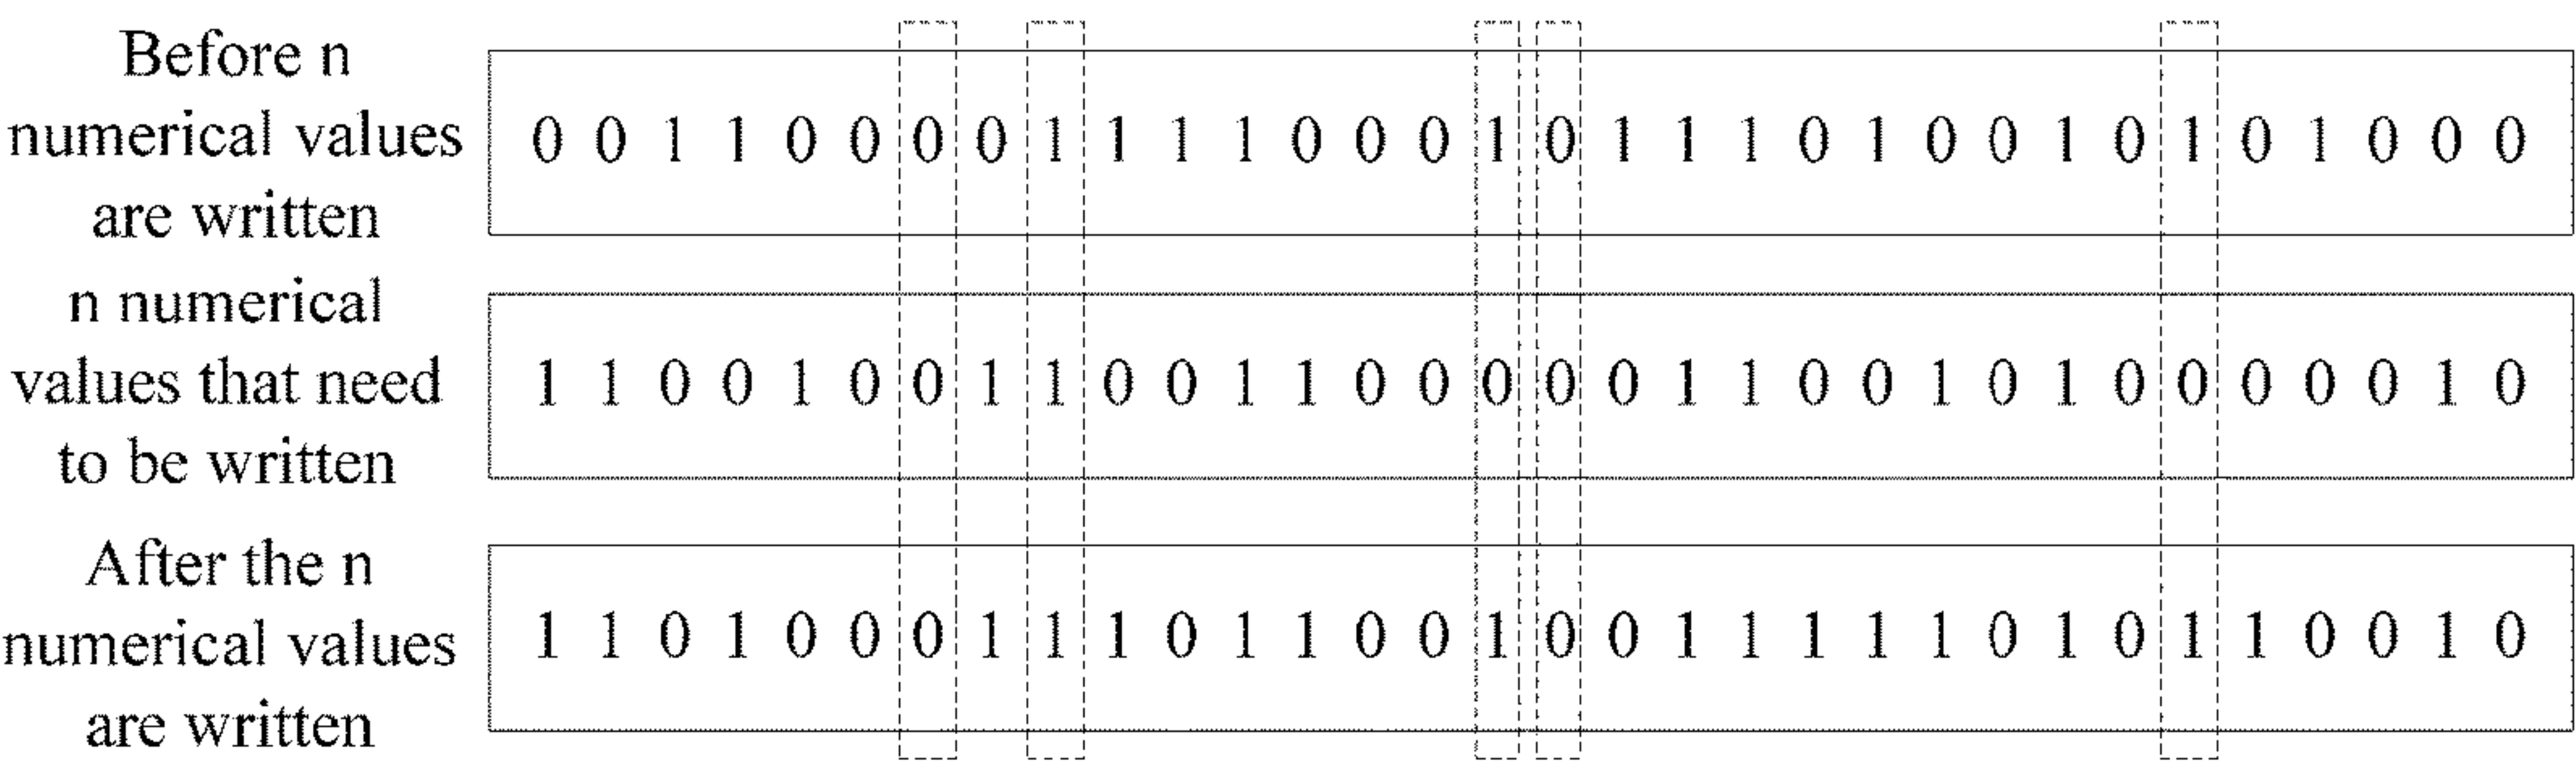 Before n
numerical values
are written
0 0 1 1 0 0 0 0 1 1 1 1 0 0 0 1 0 1 1 1 0 1 0 0 1 0 1 0 1 0 0 0
n numerical
values that need
to be written
1 1 0 0 1 0 0 1 1 0 0 1 1 0 0 0 0 0 1 1 0 0 1 0 1 0 0 0 0 0 1 0
After the n
numerical values
are written
1 1 0 1 0 0 0 1 1 1 0 1 1 0 0 1 0 0 1 1 1 1 1 0 1 0 1 1 0 0 1 0